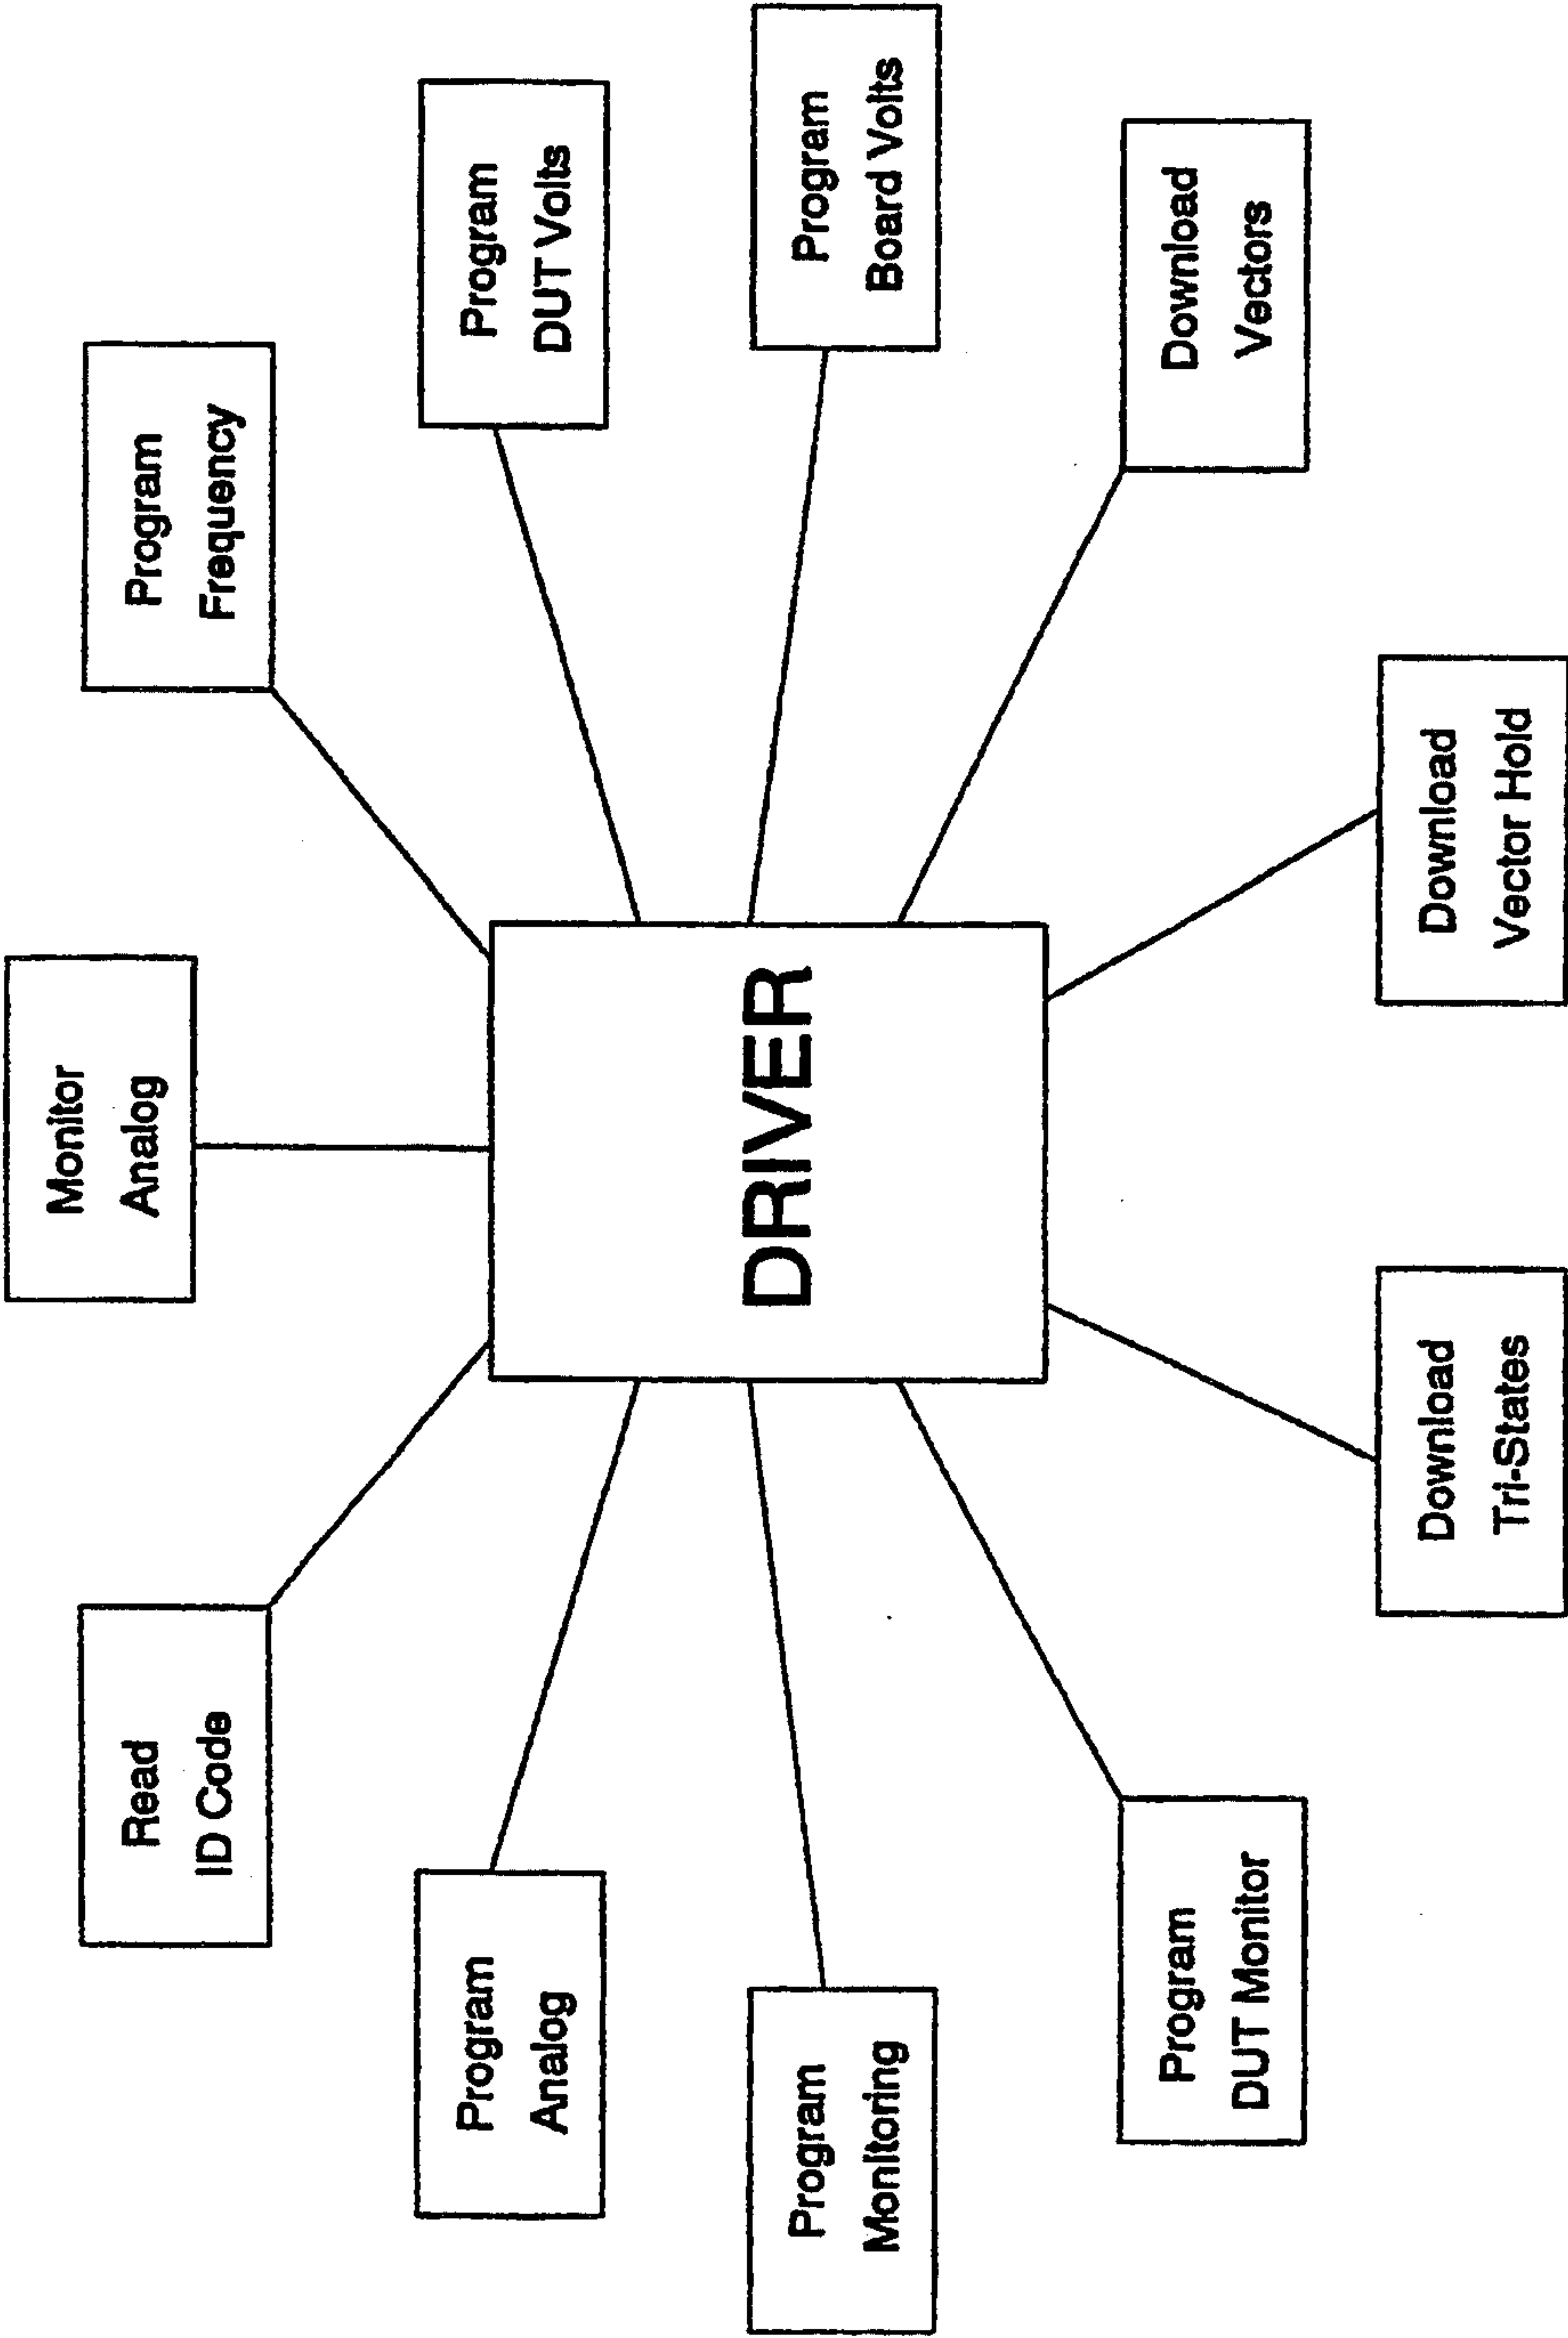 Monitor
Analog
Read
ID Code
Program
Frequency
Program
Analog
Program
DUT Volts
DRIVER
Program
Monitoring
Program
Board Volts
Program
DUT Monitor
Download
Vectors
Download
Tri-States
Download
Vector Hold